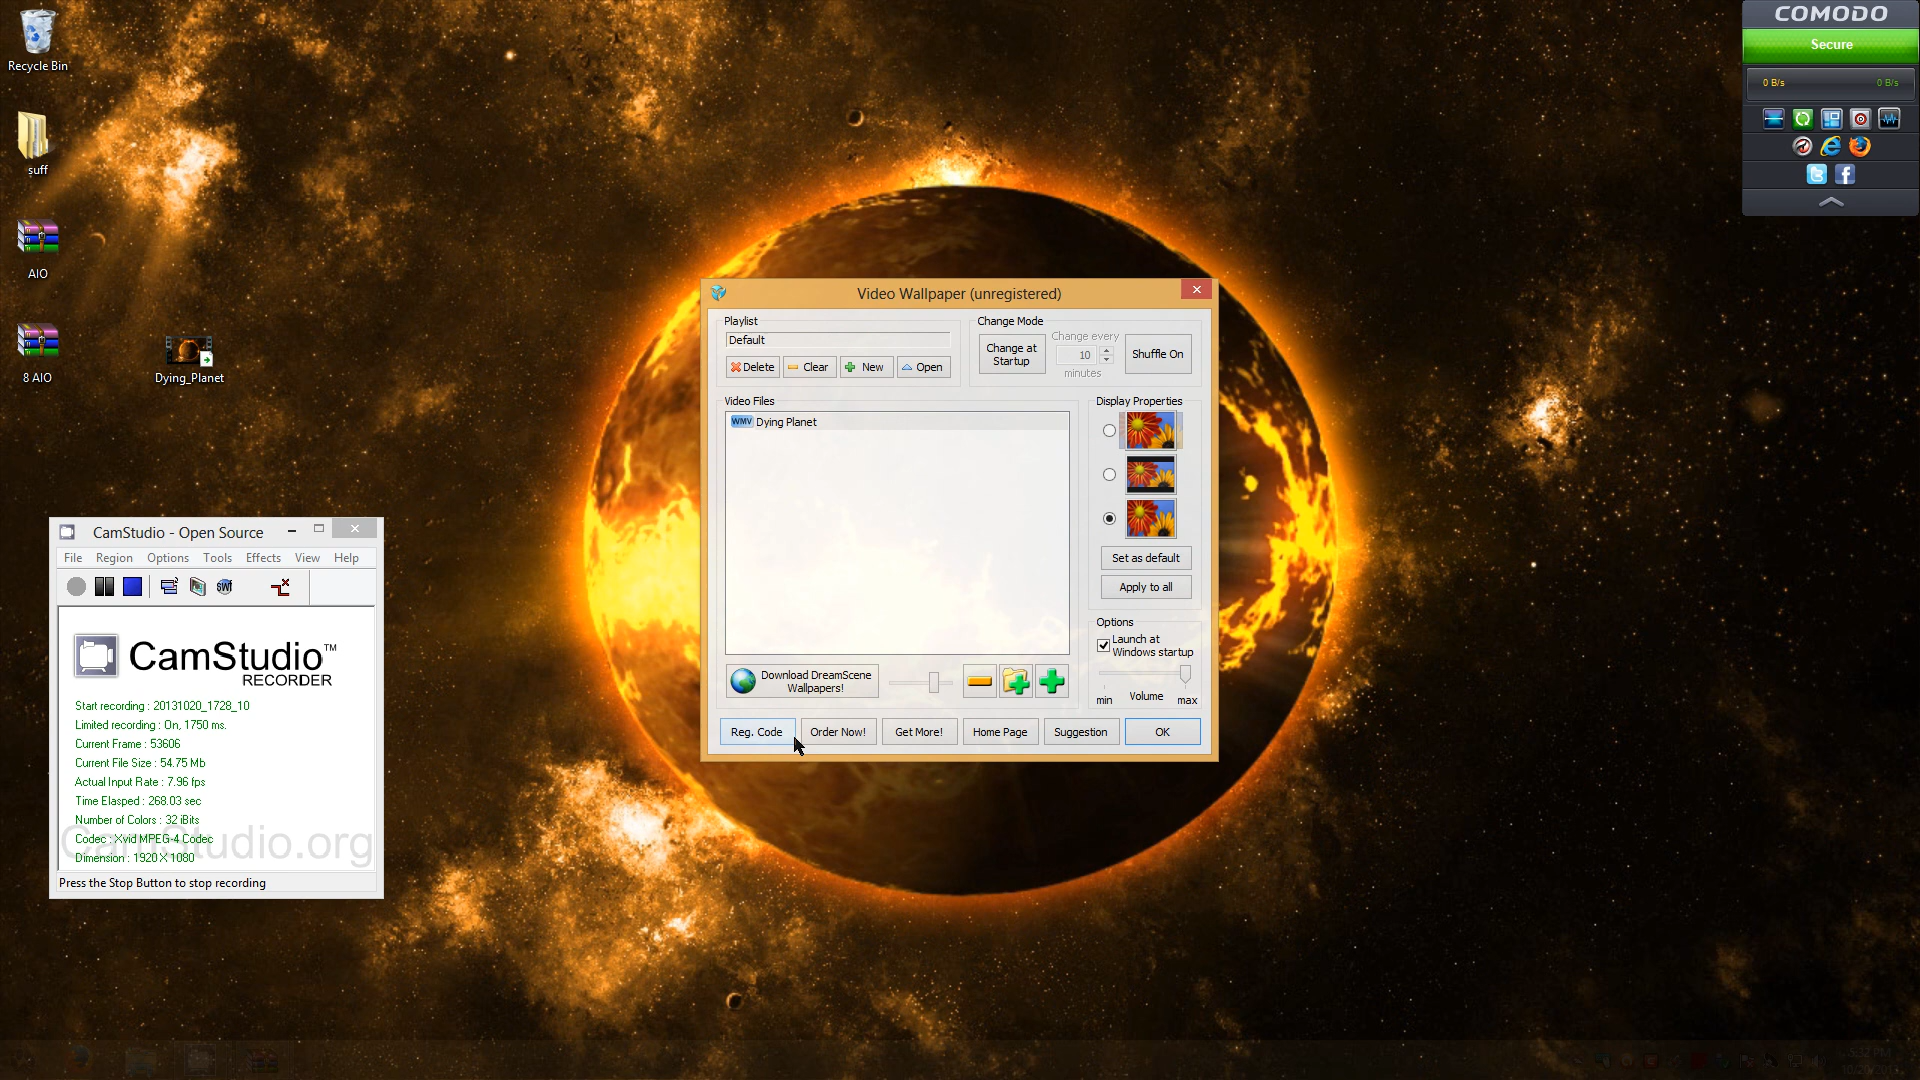 Recycle Bin
suff
AIO
8 AIO
Dying_Planet
COMODO
Secure
0 B/s
0 B/s
Video Wallpaper (unregistered)
Playlist
Default
Delete
Clear
New
Open
Change Mode
Change at
Startup
Change every
10
minutes
Shuffle On
Video Files
WMV Dying Planet
Display Properties
Set as default
Apply to all
Options
Launch at
Windows startup
min
Volume
max
Download DreamScene
Wallpapers!
Reg. Code
Order Now!
Get More!
Home Page
Suggestion
OK
CamStudio - Open Source
File Region Options Tools Effects View Help
SWf
CamStudio™
RECORDER
Start recording : 20131020_1728_10
Limited recording : On, 1750 ms.
Current Frame : 53606
Current File Size : 54.75 Mb
Actual Input Rate : 7.96 fps
Time Elasped : 268.03 sec
Number of Colors : 32 iBits
Codec : Xvid MPEG-4 Codec
Dimension : 1920 X 1080
CamStudio.org
Press the Stop Button to stop recording